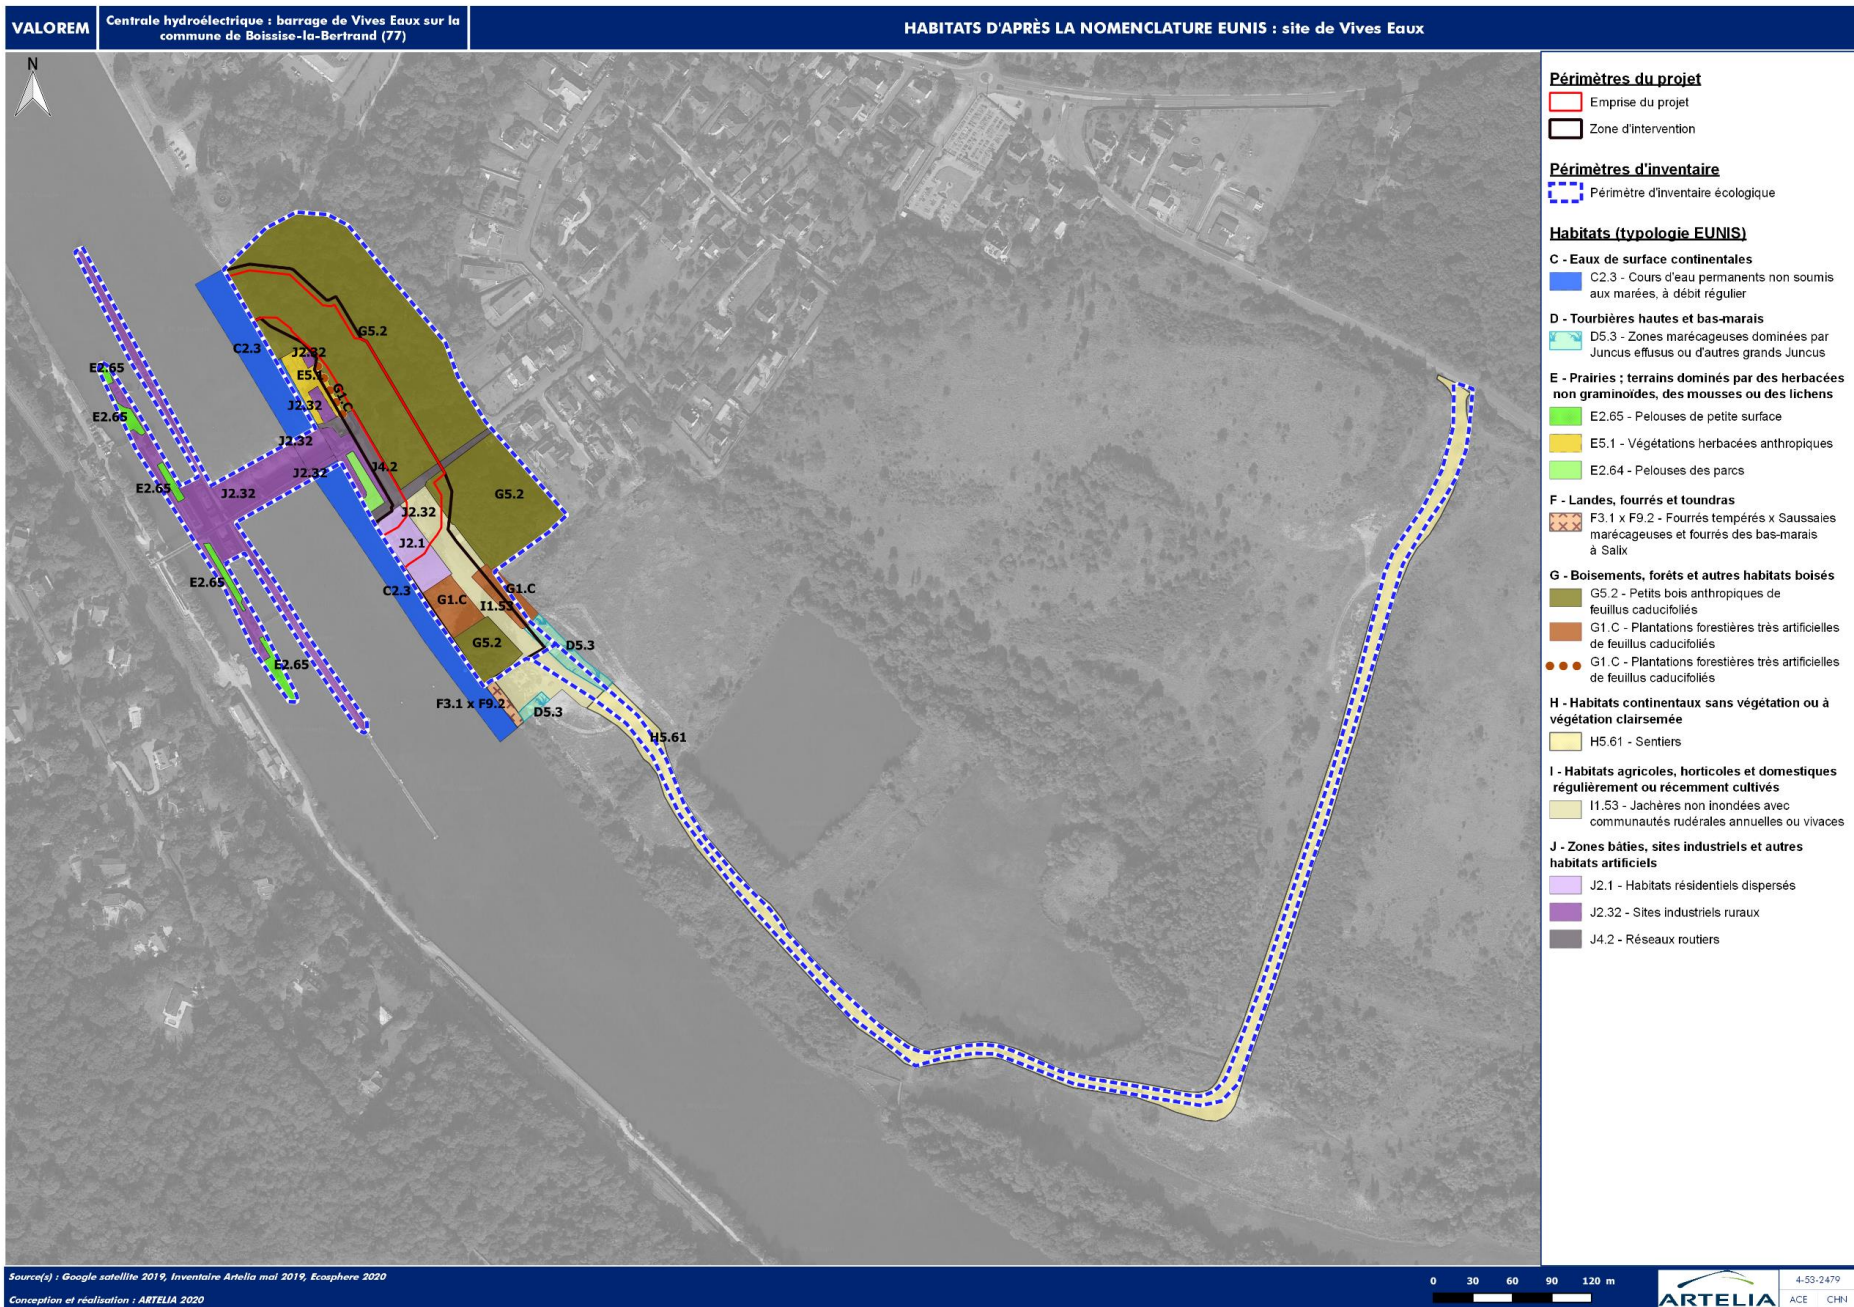 VALOREM
Centrale hydroélectrique : barrage de Vives Eaux sur la
commune de Boissise-la-Bertrand (77)
HABITATS D'APRÈS LA NOMENCLATURE EUNIS : site de Vives Eaux
N
G5.2
C2.3
J2.32
E2.65
E5.1
G1.C
J2.32
E2.65
J2.32
J4.2
J2.32
E2.65
J2.32
G5.2
J2.32
J2.1
E2.65
C2.3
G1.C
G1.C
I1.53
G5.2
D5.3
E2.65
F3.1 x F9.2
D5.3
H5.61
Périmètres du projet
Emprise du projet
Zone d'intervention
Périmètres d'inventaire
Périmètre d'inventaire écologique
Habitats (typologie EUNIS)
C - Eaux de surface continentales
C2.3 - Cours d'eau permanents non soumis
aux marées, à débit régulier
D - Tourbières hautes et bas-marais
D5.3 - Zones marécageuses dominées par
Juncus effusus ou d'autres grands Juncus
E - Prairies ; terrains dominés par des herbacées
non graminoïdes, des mousses ou des lichens
E2.65 - Pelouses de petite surface
E5.1 - Végétations herbacées anthropiques
E2.64 - Pelouses des parcs
F - Landes, fourrés et toundras
F3.1 x F9.2 - Fourrés tempérés x Saussaies
marécageuses et fourrés des bas-marais
à Salix
G - Boisements, forêts et autres habitats boisés
G5.2 - Petits bois anthropiques de
feuillus caducifoliés
G1.C - Plantations forestières très artificielles
de feuillus caducifoliés
G1.C - Plantations forestières très artificielles
de feuillus caducifoliés
H - Habitats continentaux sans végétation ou à
végétation clairsemée
H5.61 - Sentiers
I - Habitats agricoles, horticoles et domestiques
régulièrement ou récemment cultivés
I1.53 - Jachères non inondées avec
communautés rudérales annuelles ou vivaces
J - Zones bâties, sites industriels et autres
habitats artificiels
J2.1 - Habitats résidentiels dispersés
J2.32 - Sites industriels ruraux
J4.2 - Réseaux routiers
Source(s) : Google satellite 2019, Inventaire Artelia mai 2019, Ecosphere 2020
Conception et réalisation : ARTELIA 2020
0 30 60 90 120 m
ARTELIA
4-53-2479
ACE CHN